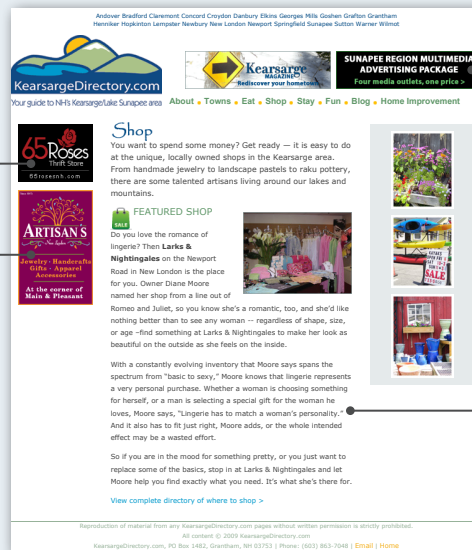 Andover Bradford Claremont Concord Croydon Danbury Elkins Georges Mills Goshen Grafton Grantham
Henniker Hopkinton Lempster Newbury New London Newport Springfield Sunapee Sutton Warner Wilmot
KearsargeDirectory.com
Your guide to NH's Kearsarge/Lake Sunapee area
Kearsarge
MAGAZINE
Rediscover your hometown
SUNAPEE REGION MULTIMEDIA
ADVERTISING PACKAGE
Four media outlets, one price >
About Towns Eat Shop Stay Fun Blog Home Improvement
65 Roses
Thrift Store
65rosesnh.com
ARTISAN'S
New London
Jewelry · Handcrafts
Gifts · Apparel
Accessories
At the corner of
Main & Pleasant
Shop
You want to spend some money? Get ready — it is easy to do
at the unique, locally owned shops in the Kearsarge area.
From handmade jewelry to landscape pastels to raku pottery,
there are some talented artisans living around our lakes and
mountains.
SALE
FEATURED SHOP
Do you love the romance of
lingerie? Then Larks &
Nightingales on the Newport
Road in New London is the place
for you. Owner Diane Moore
named her shop from a line out of
Romeo and Juliet, so you know she's a romantic, too, and she'd like
nothing better than to see any woman -- regardless of shape, size,
or age –find something at Larks & Nightingales to make her look as
beautiful on the outside as she feels on the inside.
With a constantly evolving inventory that Moore says spans the
spectrum from "basic to sexy," Moore knows that lingerie represents
a very personal purchase. Whether a woman is choosing something
for herself, or a man is selecting a special gift for the woman he
loves, Moore says, "Lingerie has to match a woman's personality."
And it also has to fit just right, Moore adds, or the whole intended
effect may be a wasted effort.
So if you are in the mood for something pretty, or you just want to
replace some of the basics, stop in at Larks & Nightingales and let
Moore help you find exactly what you need. It's what she's there for.
View complete directory of where to shop >
SALE
Reproduction of material from any KearsargeDirectory.com pages without written permission is strictly prohibited.
All content © 2009 KearsargeDirectory.com
KearsargeDirectory.com, PO Box 1482, Grantham, NH 03753 | Phone: (603) 863-7048 | Email | Home